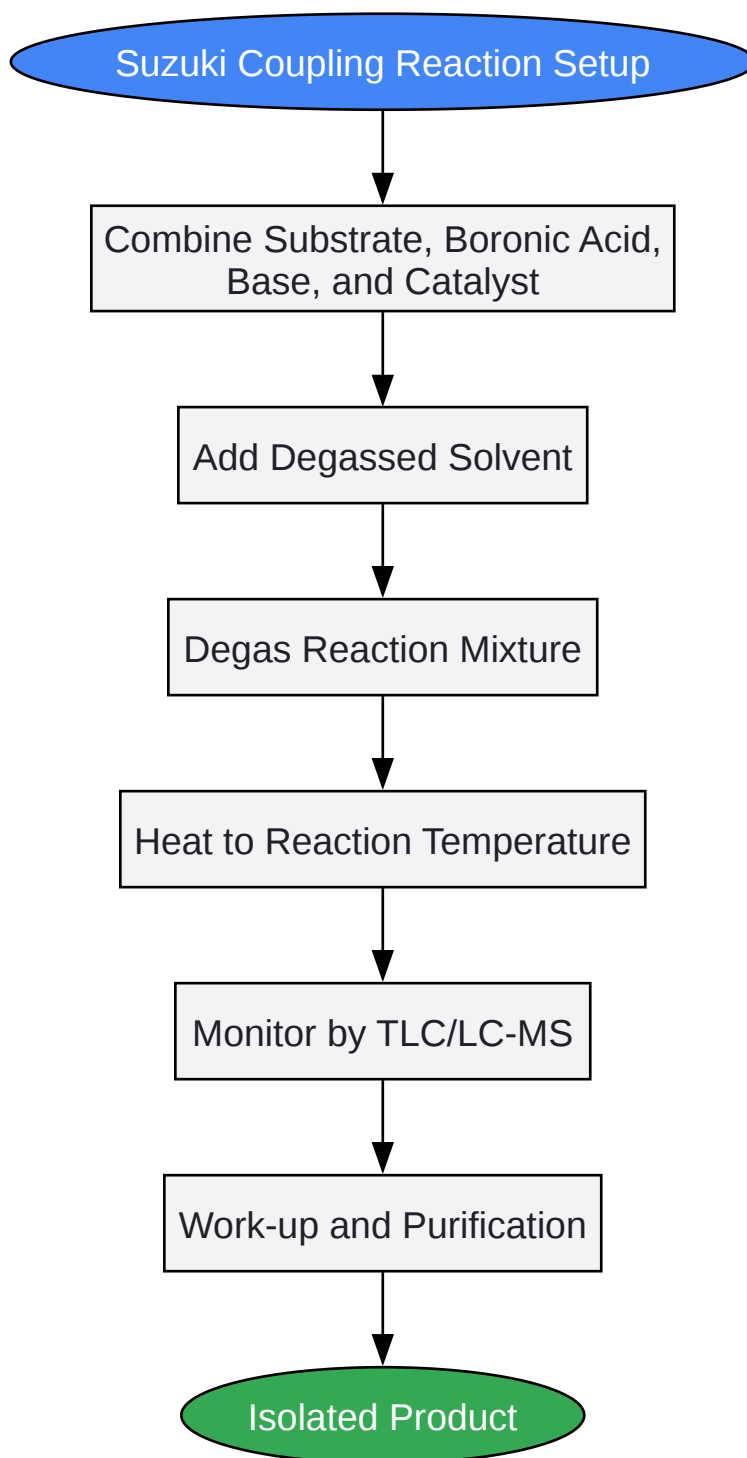 Suzuki Coupling Reaction Setup
Combine Substrate, Boronic Acid,
Base, and Catalyst
Add Degassed Solvent
Degas Reaction Mixture
Heat to Reaction Temperature
Monitor by TLC/LC-MS
Work-up and Purification
Isolated Product